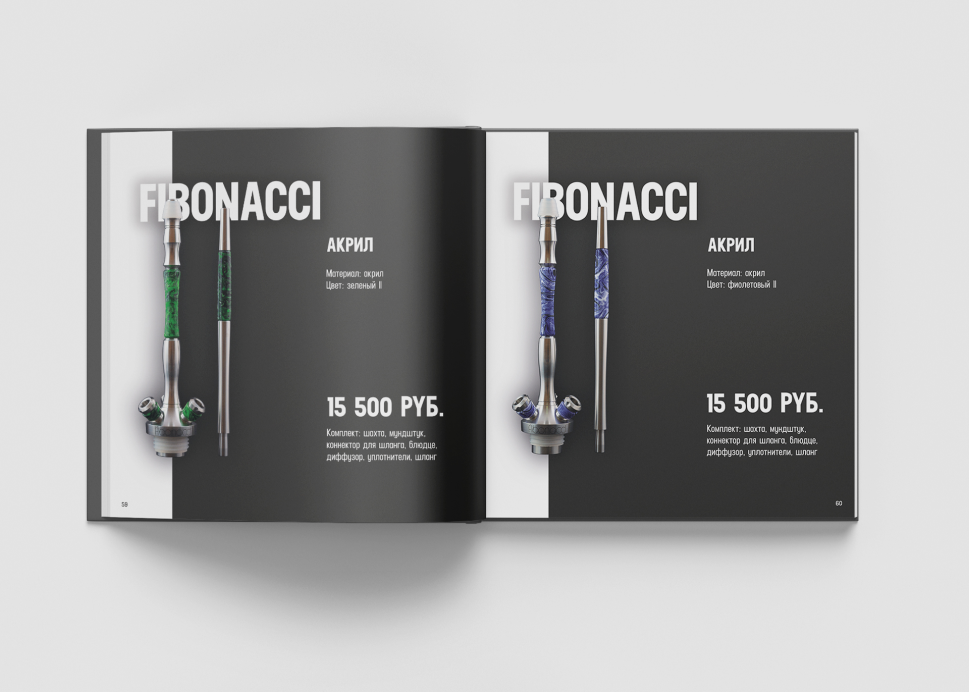 FIBONACCI
АКРИЛ
Материал: акрил
Цвет: зеленый II
15 500 РУБ.
Комплект: шахта, мундштук,
коннектор для шланга, блюдце,
диффузор, уплотнители, шланг
59
FIBONACCI
АКРИЛ
Материал: акрил
Цвет: фиолетовый II
15 500 РУБ.
Комплект: шахта, мундштук,
коннектор для шланга, блюдце,
диффузор, уплотнители, шланг
60